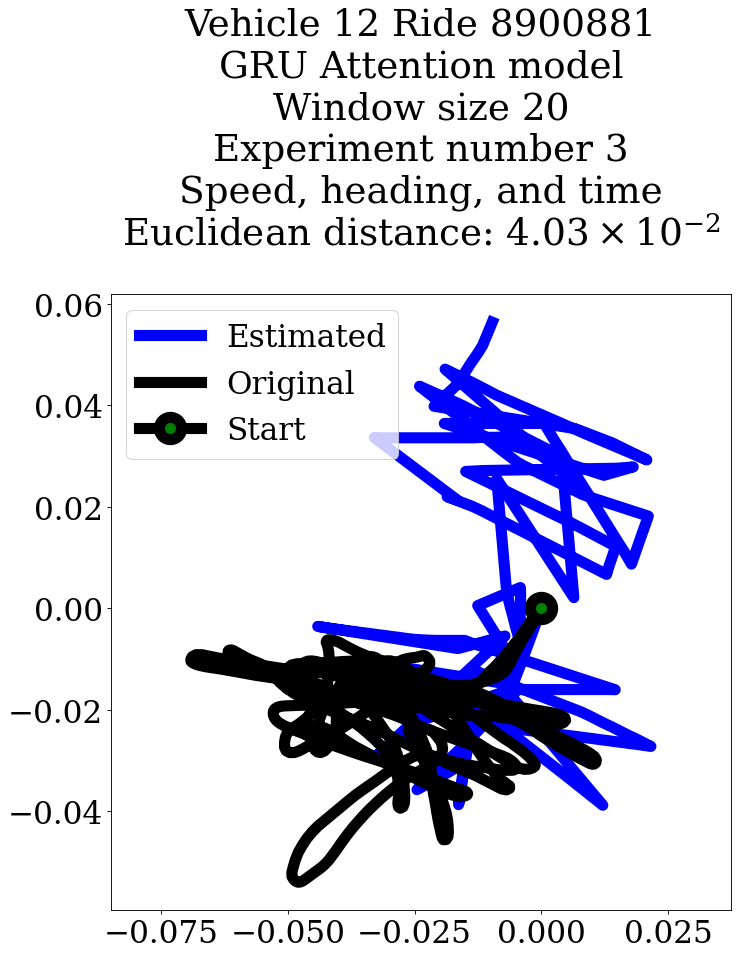 Vehicle 12 Ride 8900881
GRU Attention model
Window size 20
Experiment number 3
Speed, heading, and time
Euclidean distance: 4.03 × 10⁻²
0.06
0.04
0.02
0.00
−0.02
−0.04
Estimated
Original
Start
−0.075 −0.050 −0.025 0.000 0.025